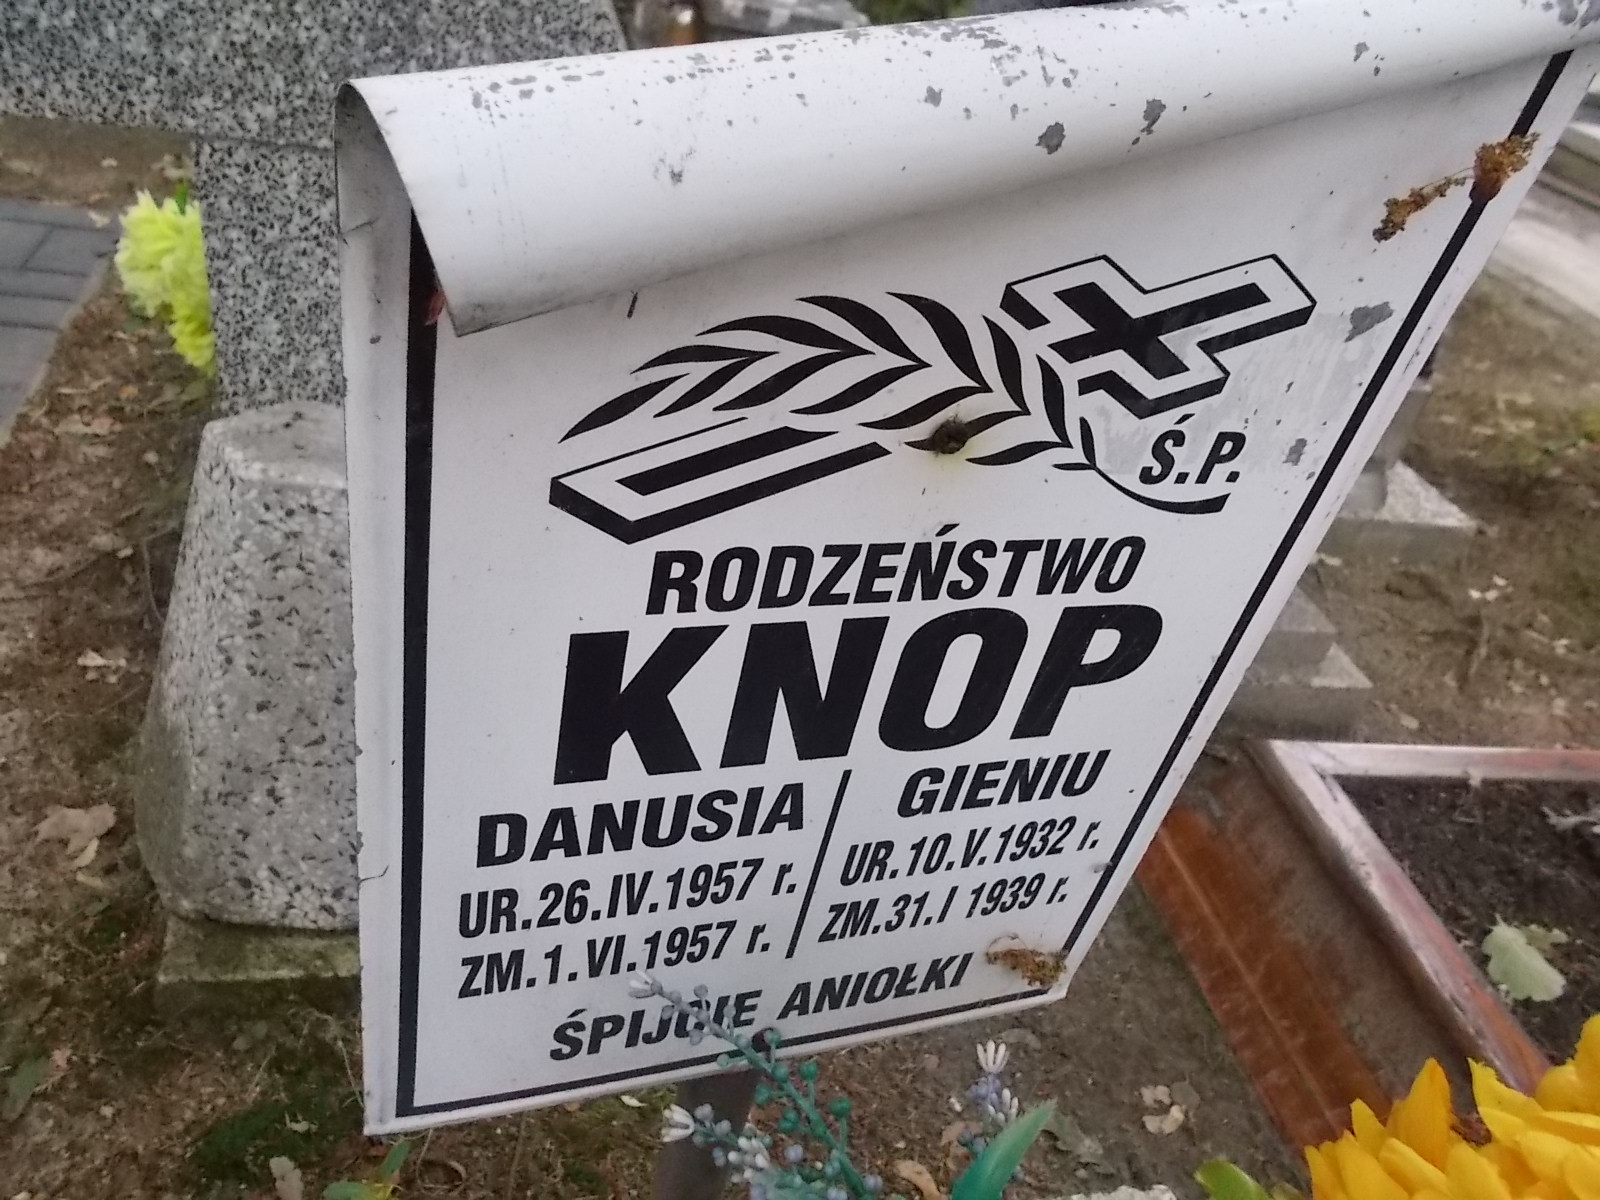 Ś.P.
RODZEŃSTWO
KNOP
DANUSIA
UR.26.IV.1957 r.
ZM.1.VI.1957 r.
GIENIU
UR.10.V.1932 r.
ZM.31.I 1939 r.
ŚPIJCIE ANIOŁKI